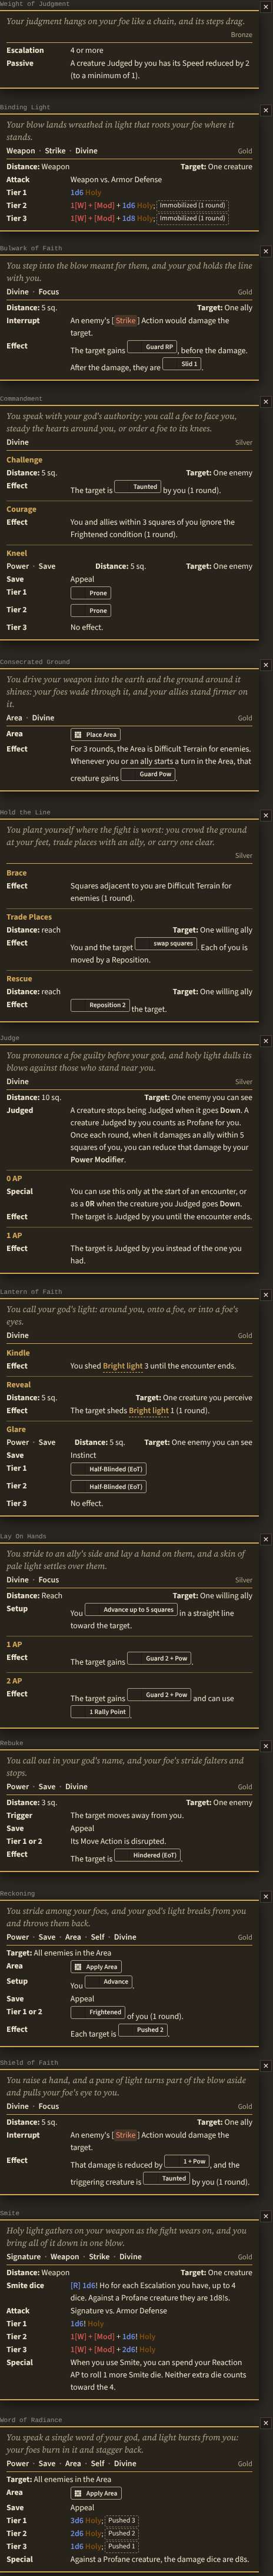 Weight of Judgment
Your judgment hangs on your foe like a chain, and its steps drag.
Bronze
Escalation 4 or more
Passive A creature Judged by you has its Speed reduced by 2
(to a minimum of 1).
Binding Light
Your blow lands wreathed in light that roots your foe where it
stands.
Weapon · Strike · Divine Gold
Distance: Weapon Target: One creature
Attack Weapon vs. Armor Defense
Tier 1 1d6 Holy
Tier 2 1[W] + [Mod] + 1d6 Holy; Immobilized (1 round)
Tier 3 1[W] + [Mod] + 1d8 Holy; Immobilized (1 round)
Bulwark of Faith
You step into the blow meant for them, and your god holds the line
with you.
Divine · Focus Gold
Distance: 5 sq. Target: One ally
Interrupt An enemy's [Strike] Action would damage the
target.
Effect The target gains Guard RP, before the damage.
After the damage, they are Slid 1.
Commandment
You speak with your god's authority: you call a foe to face you,
steady the hearts around you, or order a foe to its knees.
Divine Silver
Challenge
Distance: 5 sq. Target: One enemy
Effect The target is Taunted by you (1 round).
Courage
Effect You and allies within 3 squares of you ignore the
Frightened condition (1 round).
Kneel
Power · Save Distance: 5 sq. Target: One enemy
Save Appeal
Tier 1 Prone
Tier 2 Prone
Tier 3 No effect.
Consecrated Ground
You drive your weapon into the earth and the ground around it
shines: your foes wade through it, and your allies stand firmer on
it.
Area · Divine Gold
Area Place Area
Effect For 3 rounds, the Area is Difficult Terrain for enemies.
Whenever you or an ally starts a turn in the Area, that
creature gains Guard Pow.
Hold the Line
You plant yourself where the fight is worst: you crowd the ground
at your feet, trade places with an ally, or carry one clear.
Silver
Brace
Effect Squares adjacent to you are Difficult Terrain for
enemies (1 round).
Trade Places
Distance: reach Target: One willing ally
Effect You and the target swap squares. Each of you is
moved by a Reposition.
Rescue
Distance: reach Target: One willing ally
Effect Reposition 2 the target.
Judge
You pronounce a foe guilty before your god, and holy light dulls its
blows against those who stand near you.
Divine Silver
Distance: 10 sq. Target: One enemy you can see
Judged A creature stops being Judged when it goes Down. A
creature Judged by you counts as Profane for you.
Once each round, when it damages an ally within 5
squares of you, you can reduce that damage by your
Power Modifier.
0 AP
Special You can use this only at the start of an encounter, or
as a 0R when the creature you Judged goes Down.
Effect The target is Judged by you until the encounter ends.
1 AP
Effect The target is Judged by you instead of the one you
had.
Lantern of Faith
You call your god's light: around you, onto a foe, or into a foe's
eyes.
Divine Gold
Kindle
Effect You shed Bright light 3 until the encounter ends.
Reveal
Distance: 5 sq. Target: One creature you perceive
Effect The target sheds Bright light 1 (1 round).
Glare
Power · Save Distance: 5 sq. Target: One enemy you can see
Save Instinct
Tier 1 Half-Blinded (EoT)
Tier 2 Half-Blinded (EoT)
Tier 3 No effect.
Lay On Hands
You stride to an ally's side and lay a hand on them, and a skin of
pale light settles over them.
Divine · Focus Gold
Distance: Reach Target: One willing ally
Setup You Advance up to 5 squares in a straight line
toward the target.
1 AP
Effect The target gains Guard 2 + Pow.
2 AP
Effect The target gains Guard 2 + Pow and can use
1 Rally Point.
Rebuke
You call out in your god's name, and your foe's stride falters and
stops.
Power · Save · Divine Gold
Distance: 3 sq. Target: One enemy
Trigger The target moves away from you.
Save Appeal
Tier 1 or 2 Its Move Action is disrupted.
Effect The target is Hindered (EoT).
Reckoning
You stride among your foes, and your god's light breaks from you
and throws them back.
Power · Save · Area · Self · Divine Gold
Target: All enemies in the Area
Area Apply Area
Setup You Advance.
Save Appeal
Tier 1 or 2 Frightened of you (1 round).
Effect Each target is Pushed 2.
Shield of Faith
You raise a hand, and a pane of light turns part of the blow aside
and pulls your foe's eye to you.
Divine · Focus Gold
Distance: 5 sq. Target: One ally
Interrupt An enemy's [Strike] Action would damage the
target.
Effect That damage is reduced by 1 + Pow, and the
triggering creature is Taunted by you (1 round).
Smite
Holy light gathers on your weapon as the fight wears on, and you
bring all of it down in one blow.
Signature · Weapon · Strike · Divine Gold
Distance: Weapon Target: One creature
Smite dice [R] 1d6! Ho for each Escalation you have, up to 4
dice. Against a Profane creature they are 1d8!s.
Attack Signature vs. Armor Defense
Tier 1 1d6! Holy
Tier 2 1[W] + [Mod] + 1d6! Holy
Tier 3 1[W] + [Mod] + 2d6! Holy
Special When you use Smite, you can spend your Reaction
AP to roll 1 more Smite die. Neither extra die counts
toward the 4.
Word of Radiance
You speak a single word of your god, and light bursts from you:
your foes burn in it and stagger back.
Power · Save · Area · Self · Divine Gold
Target: All enemies in the Area
Area Apply Area
Save Appeal
Tier 1 3d6 Holy; Pushed 3
Tier 2 2d6 Holy; Pushed 2
Tier 3 1d6 Holy; Pushed 1
Special Against a Profane creature, the damage dice are d8s.